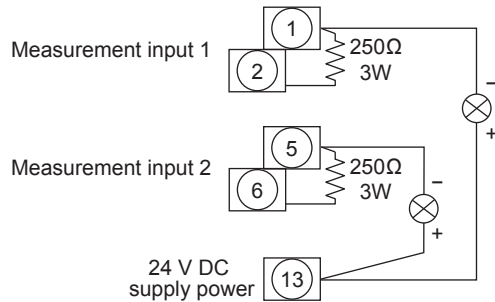 1
Measurement input 1
250Ω
3W
2
−
+
5
Measurement input 2
250Ω
3W
6
−
+
24 V DC
supply power
13